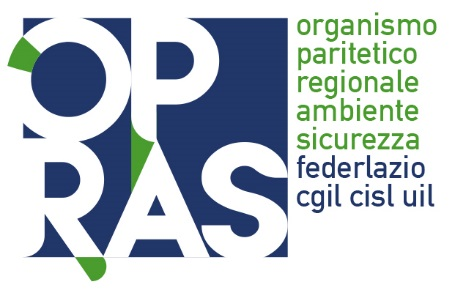 OP
RAS
organismo
paritetico
regionale
ambiente
sicurezza
federlazio
cgil cisl uil